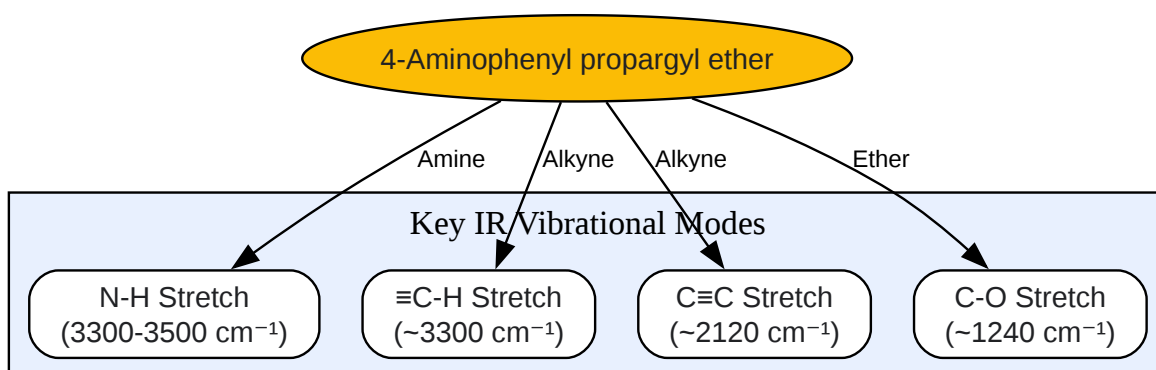 4-Aminophenyl propargyl ether
Amine
Alkyne
Alkyne
Ether
Key IR Vibrational Modes
N-H Stretch
(3300-3500 cm⁻¹)
≡C-H Stretch
(~3300 cm⁻¹)
C≡C Stretch
(~2120 cm⁻¹)
C-O Stretch
(~1240 cm⁻¹)